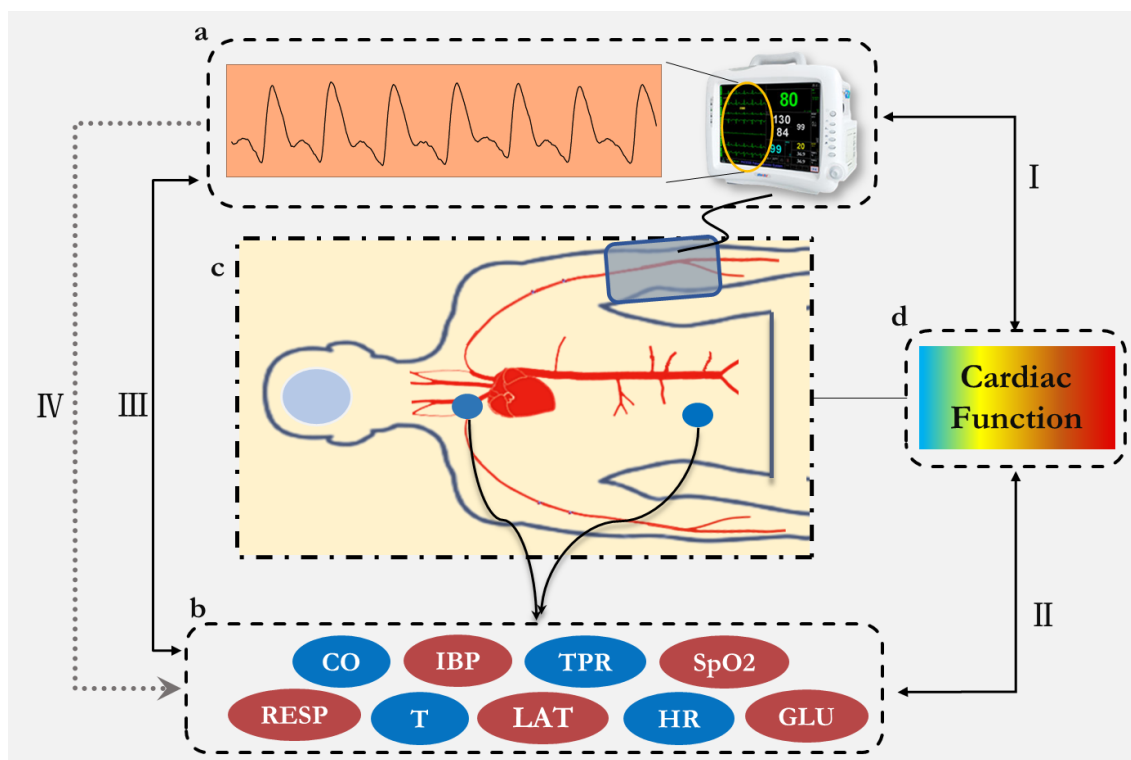 a
80
130
84
99
99
20
I
c
d
Cardiac
Function
IV
III
b
II
CO
IBP
TPR
SpO2
RESP
T
LAT
HR
GLU